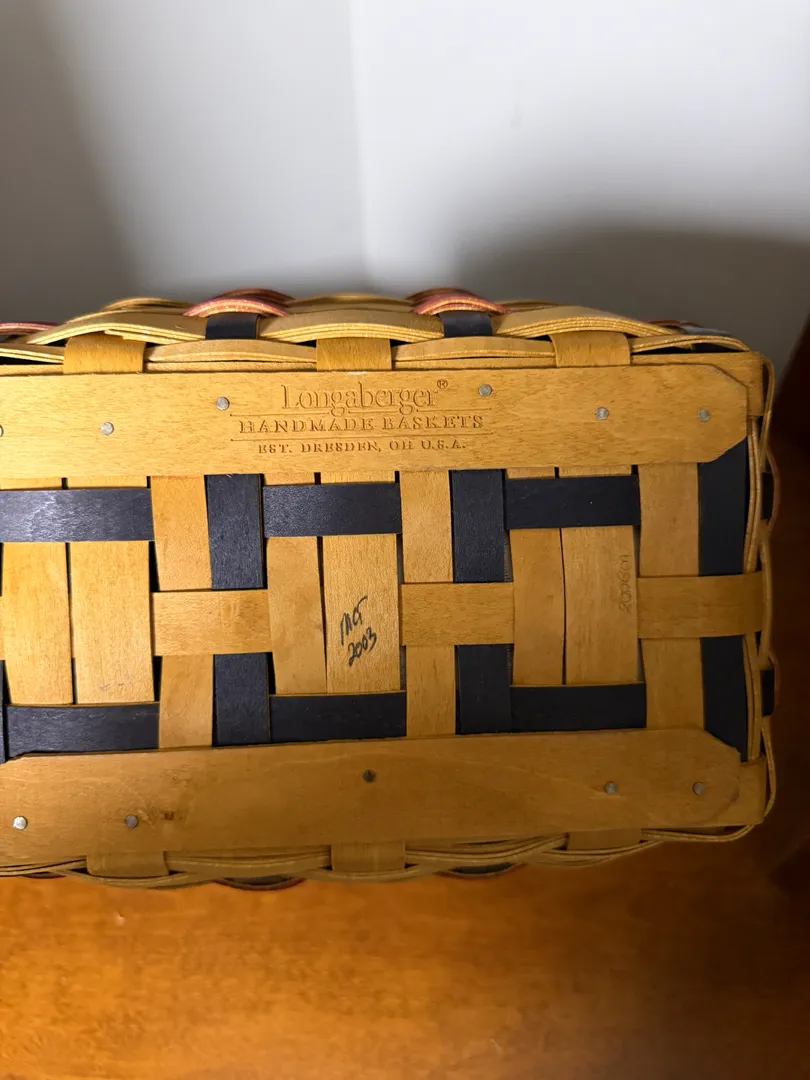 Longaberger®
HANDMADE BASKETS
EST. DRESDEN, OH U.S.A.
2003